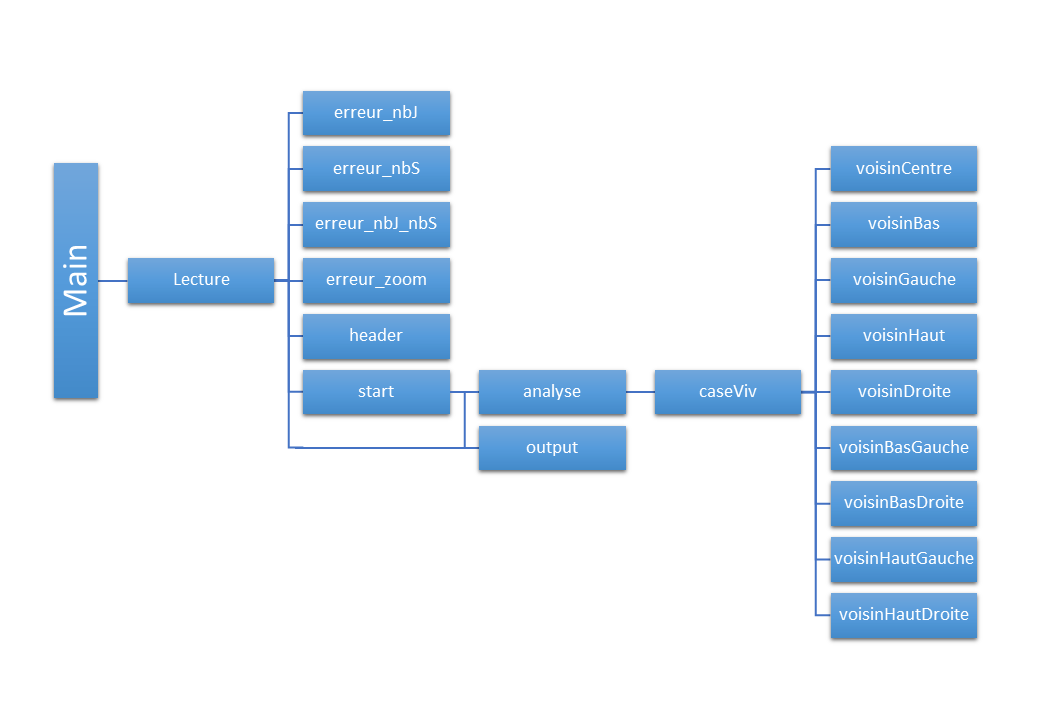 Main
Lecture
erreur_nbJ
erreur_nbS
erreur_nbJ_nbS
erreur_zoom
header
start
analyse
output
caseViv
voisinCentre
voisinBas
voisinGauche
voisinHaut
voisinDroite
voisinBasGauche
voisinBasDroite
voisinHautGauche
voisinHautDroite